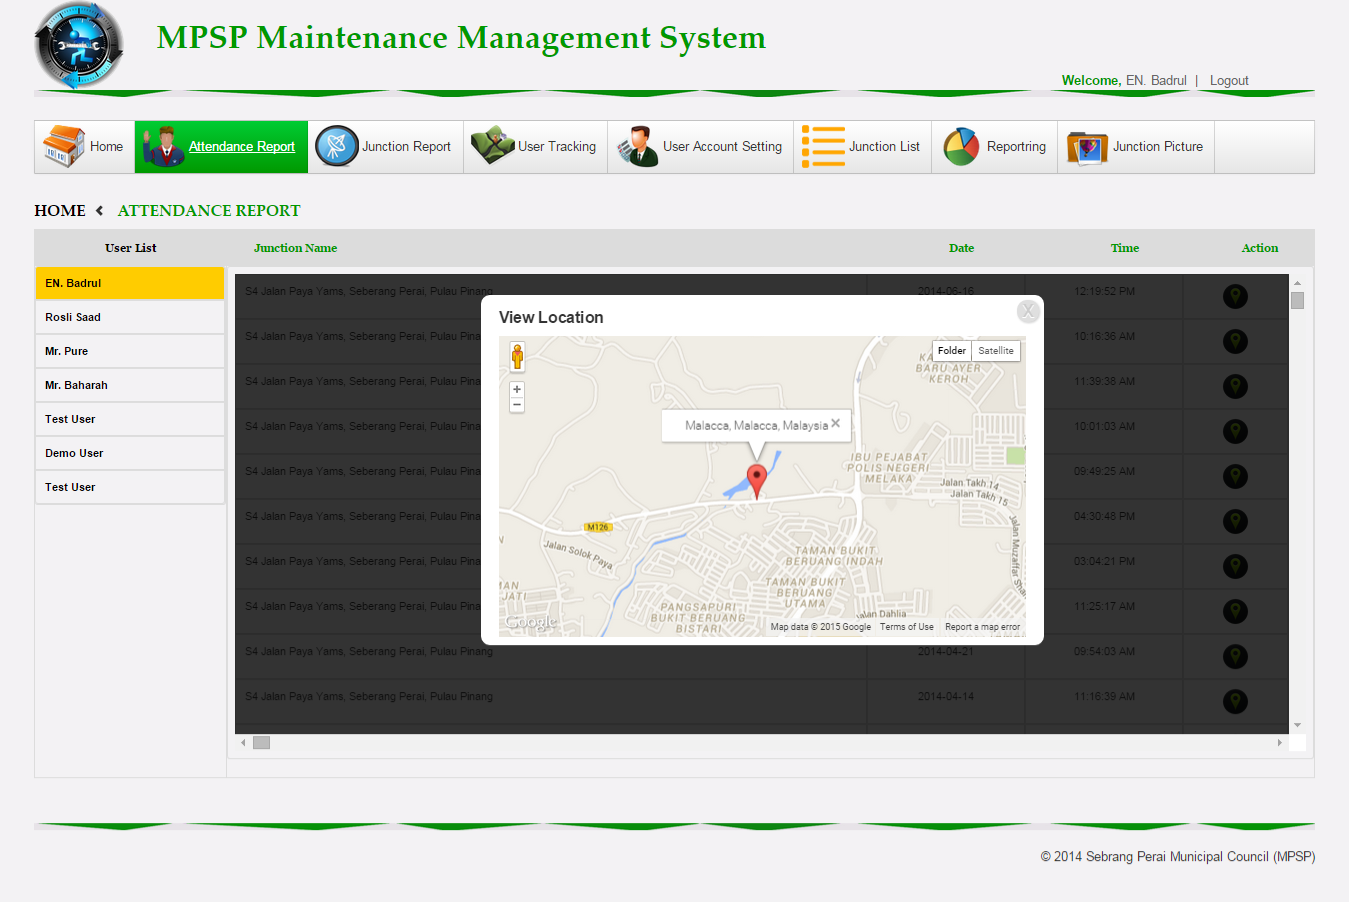 MPSP Maintenance Management System
Welcome, EN. Badrul | Logout
Home
Attendance Report
Junction Report
User Tracking
User Account Setting
Junction List
Reportring
Junction Picture
HOME
ATTENDANCE REPORT
User List
Junction Name
Date
Time
Action
EN. Badrul
Rosli Saad
Mr. Pure
Mr. Baharah
Test User
Demo User
Test User
S4 Jalan Paya Yams, Seberang Perai, Pulau Pinang 2014-06-16 12:19:52 PM
S4 Jalan Paya Yams, Seberang Perai, Pulau Pina 10:16:36 AM
S4 Jalan Paya Yams, Seberang Perai, Pulau Pina 11:39:38 AM
S4 Jalan Paya Yams, Seberang Perai, Pulau Pina 10:01:03 AM
S4 Jalan Paya Yams, Seberang Perai, Pulau Pina 09:49:25 AM
S4 Jalan Paya Yams, Seberang Perai, Pulau Pina 04:30:48 PM
S4 Jalan Paya Yams, Seberang Perai, Pulau Pina 03:04:21 PM
S4 Jalan Paya Yams, Seberang Perai, Pulau Pina 11:25:17 AM
S4 Jalan Paya Yams, Seberang Perai, Pulau Pinang 2014-04-21 09:54:03 AM
S4 Jalan Paya Yams, Seberang Perai, Pulau Pinang 2014-04-14 11:16:39 AM
View Location
X
Folder Satellite
BARU AYER
KEROH
Malacca, Malacca, Malaysia
IBU PEJABAT
POLIS NEGERI
MELAKA
Jalan Takh 14
Jalan Takh 15
Jalan Muzaffar Shah
M126
Jalan Solok Paya
TAMAN BUKIT
BERUANG INDAH
TAMAN BUKIT
BERUANG
UTAMA
MAN
JATI
PANGSAPURI
BUKIT BERUANG
BISTARI
Jalan Dahlia
Google
Map data © 2015 Google Terms of Use Report a map error
© 2014 Sebrang Perai Municipal Council (MPSP)